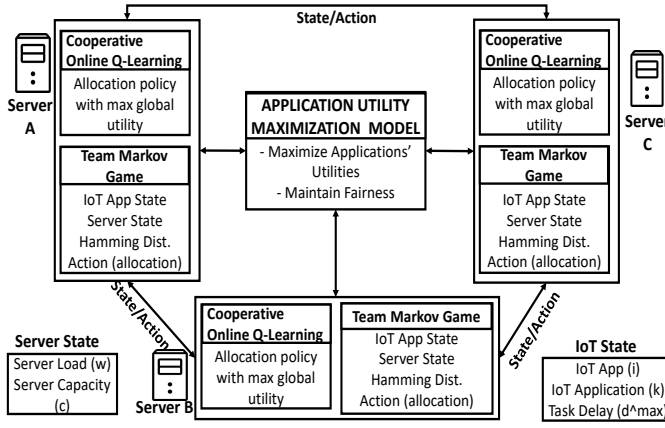 State/Action
Server
A
Cooperative
Online Q-Learning
Allocation policy
with max global
utility
Team Markov
Game
IoT App State
Server State
Hamming Dist.
Action (allocation)
APPLICATION UTILITY
MAXIMIZATION MODEL
- Maximize Applications'
Utilities
- Maintain Fairness
Cooperative
Online Q-Learning
Allocation policy
with max global
utility
Team Markov
Game
IoT App State
Server State
Hamming Dist.
Action (allocation)
Server
C
State/Action
State/Action
Server State
Server Load (w)
Server Capacity
(c)
Server B
Cooperative
Online Q-Learning
Allocation policy
with max global
utility
Team Markov Game
IoT App State
Server State
Hamming Dist.
Action (allocation)
IoT State
IoT App (i)
IoT Application (k)
Task Delay (d^max)